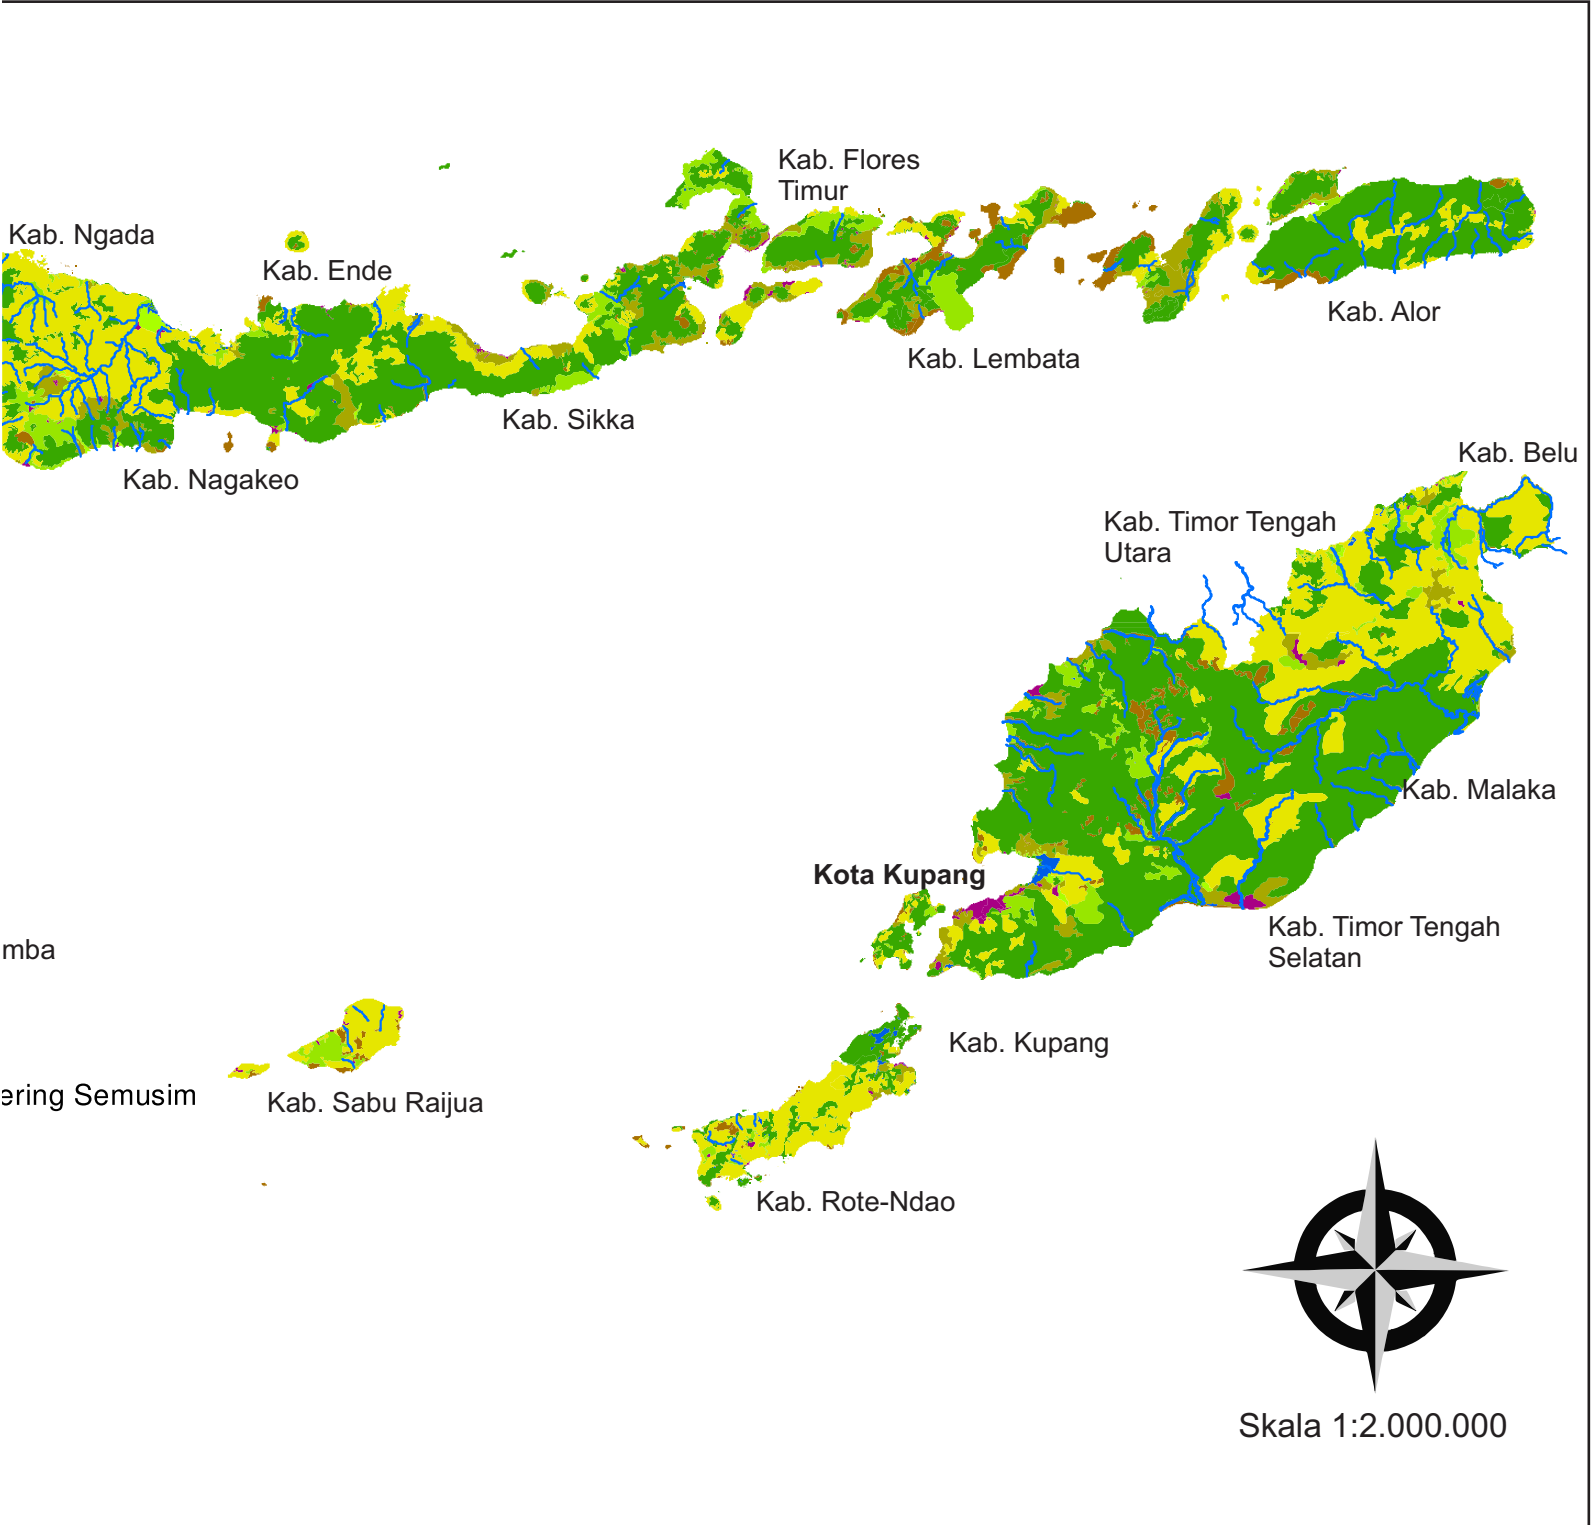 Kab. Flores
Timur
Kab. Ngada
Kab. Ende
Kab. Alor
Kab. Lembata
Kab. Sikka
Kab. Nagakeo
Kab. Belu
Kab. Timor Tengah
Utara
Kab. Malaka
Kota Kupang
Kab. Timor Tengah
Selatan
mba
Kab. Kupang
ering Semusim
Kab. Sabu Raijua
Kab. Rote-Ndao
Skala 1:2.000.000